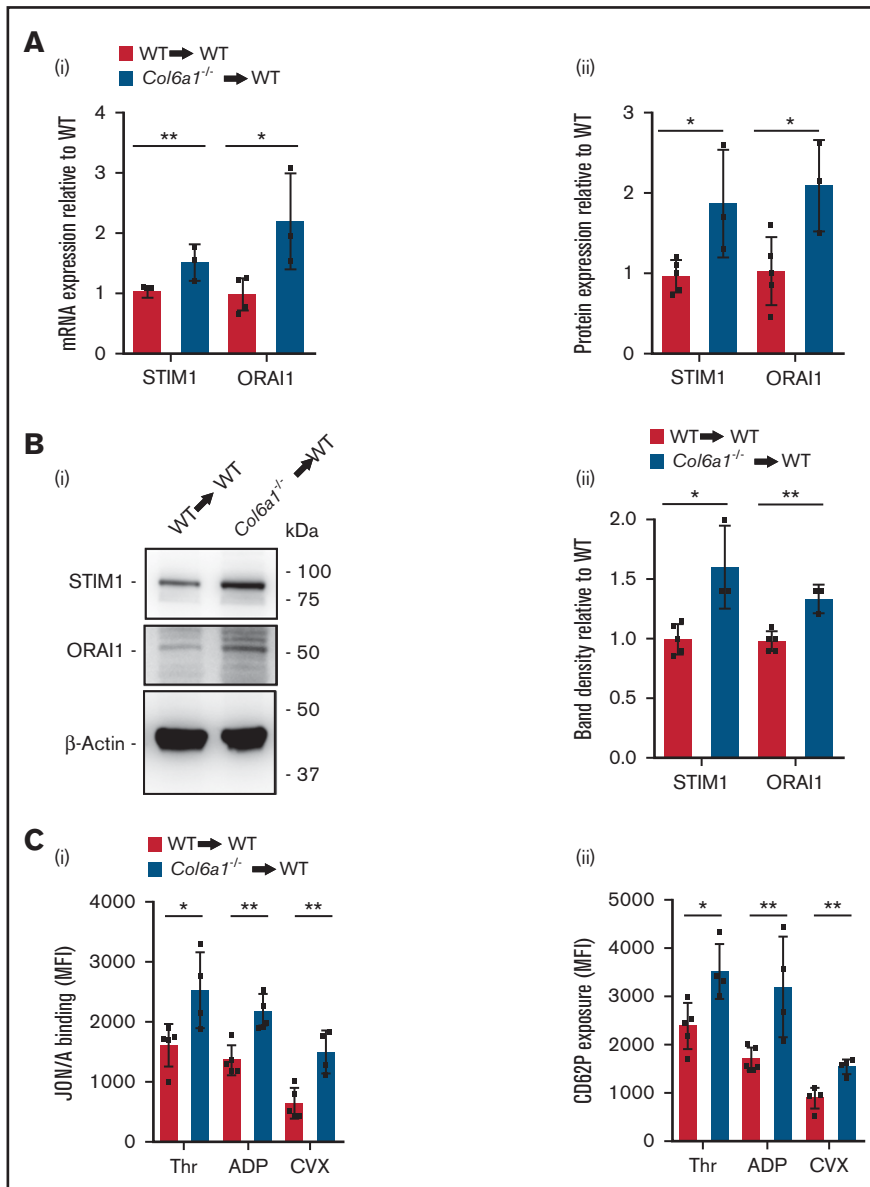 A
(i)
WT → WT
Col6a1-/- → WT
mRNA expression relative to WT
4
3
2
1
0
** *
STIM1 ORAI1
(ii)
Protein expression relative to WT
3
2
1
0
* *
STIM1 ORAI1
B
(i)
WT → WT
Col6a1-/- → WT
kDa
STIM1 -
- 100
- 75
ORAI1 -
- 50
- 50
β-Actin -
- 37
(ii)
WT → WT
Col6a1-/- → WT
Band density relative to WT
2.0
1.5
1.0
0.5
0.0
* **
STIM1 ORAI1
C
(i)
WT → WT
Col6a1-/- → WT
JON/A binding (MFI)
4000
3000
2000
1000
0
* ** **
Thr ADP CVX
(ii)
CD62P exposure (MFI)
5000
4000
3000
2000
1000
0
* ** **
Thr ADP CVX